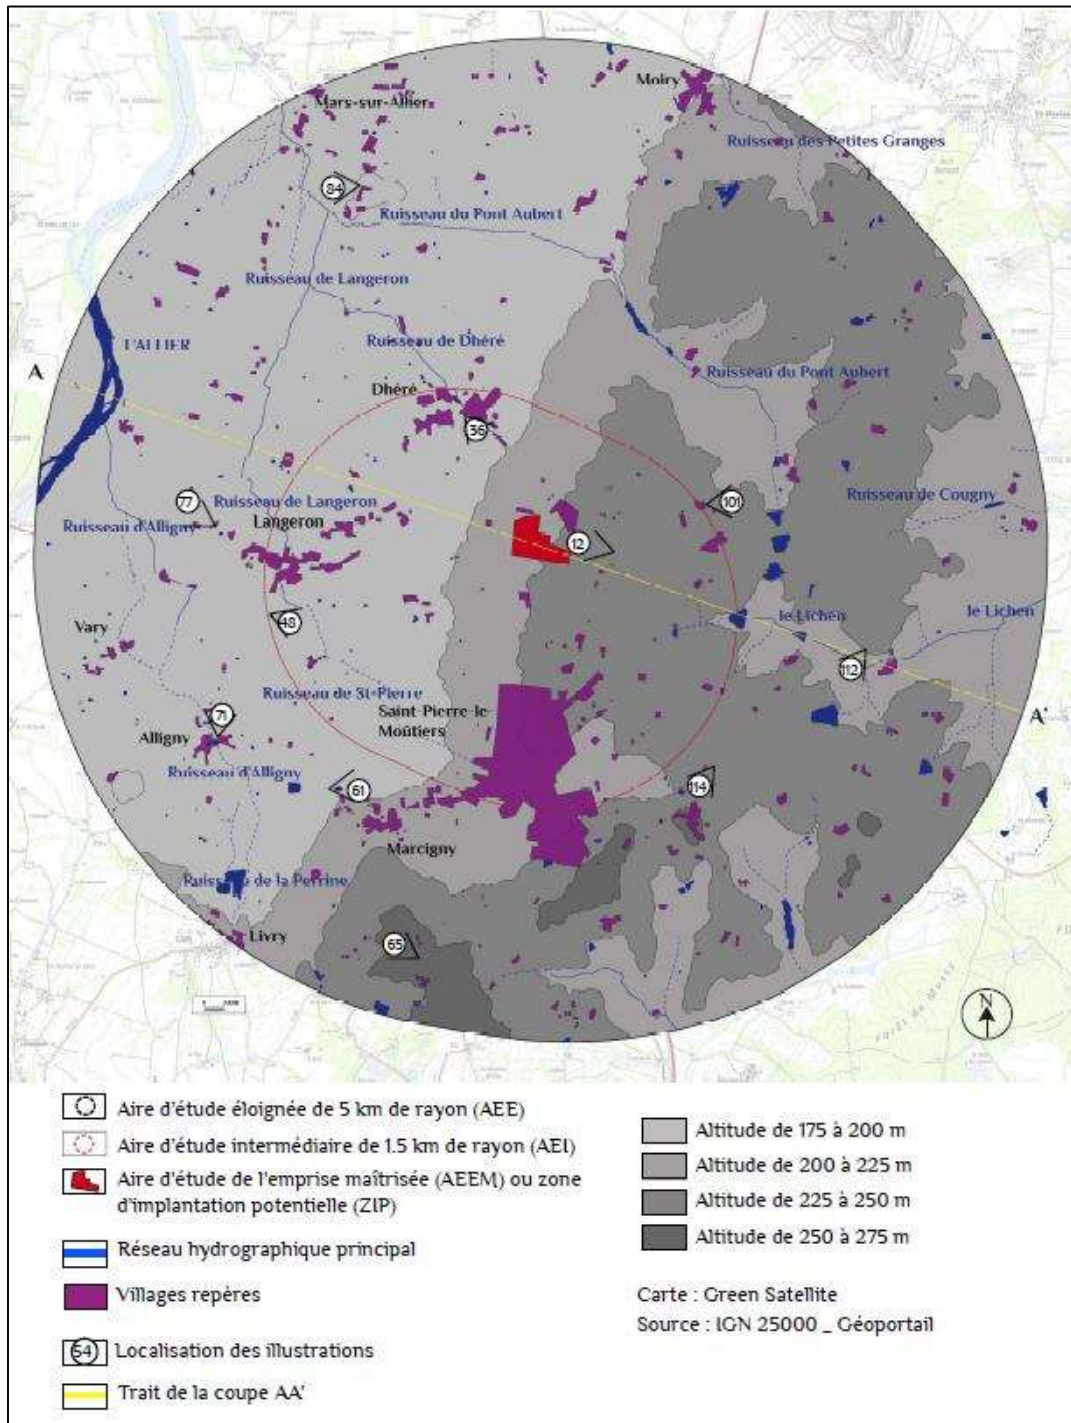 Moiry
Mars-sur-Allier
Ruisseau des Petites Granges
84
Ruisseau du Pont Aubert
Ruisseau de Langeron
L'ALLIER
Ruisseau de Dhéré
A
Ruisseau du Pont Aubert
Dhéré
36
77
Ruisseau de Langeron
101
Ruisseau de Cougny
Ruisseau d'Alligny
Langeron
12
48
le Lichen
le Lichen
Vary
112
Ruisseau de St-Pierre
Saint-Pierre-le
Moûtiers
A'
71
Alligny
Ruisseau d'Alligny
61
114
Marcigny
Ruisseau de la Perrine
Livry
65
N
Aire d'étude éloignée de 5 km de rayon (AEE)
Aire d'étude intermédiaire de 1.5 km de rayon (AEI)
Aire d'étude de l'emprise maîtrisée (AEEM) ou zone
d'implantation potentielle (ZIP)
Réseau hydrographique principal
Villages repères
54
Localisation des illustrations
Trait de la coupe AA'
Altitude de 175 à 200 m
Altitude de 200 à 225 m
Altitude de 225 à 250 m
Altitude de 250 à 275 m
Carte : Green Satellite
Source : IGN 25000 _ Géoportail